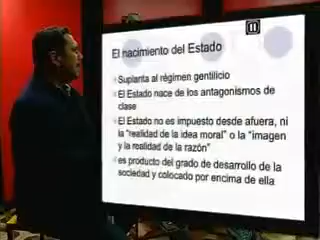 El nacimiento del Estado
Suplanta al régimen gentilicio
El Estado nace de los antagonismos de
clase
El Estado no es impuesto desde afuera, ni
la “realidad de la idea moral” o la “imagen
y la realidad de la razón”
es producto del grado de desarrollo de la
sociedad y colocado por encima de ella